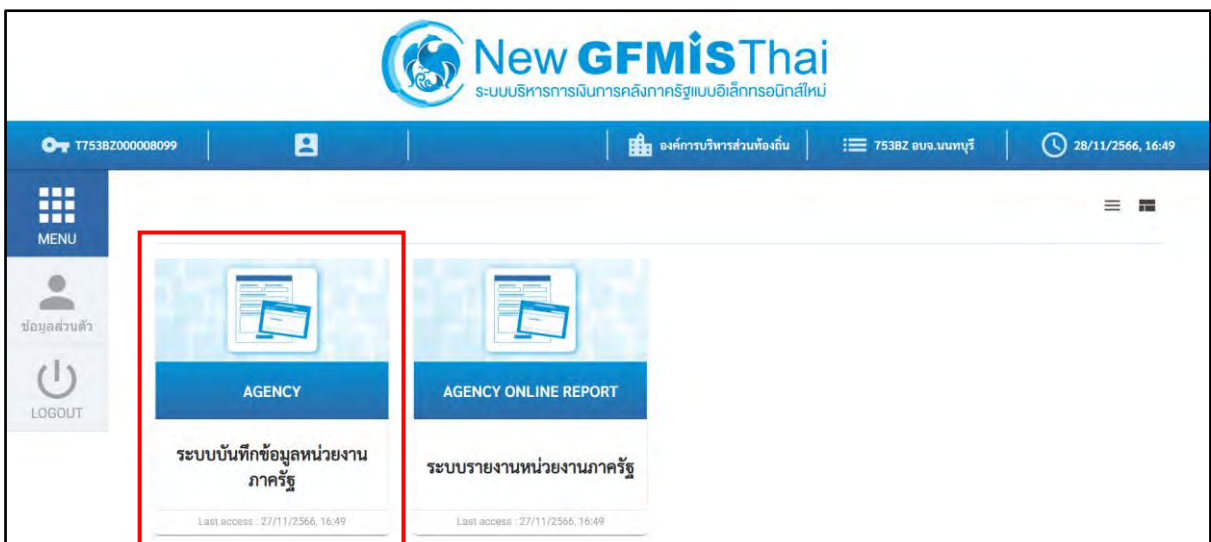 New GFMIS Thai
ระบบบริหารการเงินการคลังภาครัฐแบบอิเล็กทรอนิกส์ใหม่
T753BZ000008099
องค์การบริหารส่วนท้องถิ่น
753BZ อบจ.นนทบุรี
28/11/2566, 16:49
MENU
ข้อมูลส่วนตัว
LOGOUT
AGENCY
ระบบบันทึกข้อมูลหน่วยงาน
ภาครัฐ
Last access : 27/11/2566, 16:49
AGENCY ONLINE REPORT
ระบบรายงานหน่วยงานภาครัฐ
Last access : 27/11/2566, 16:49